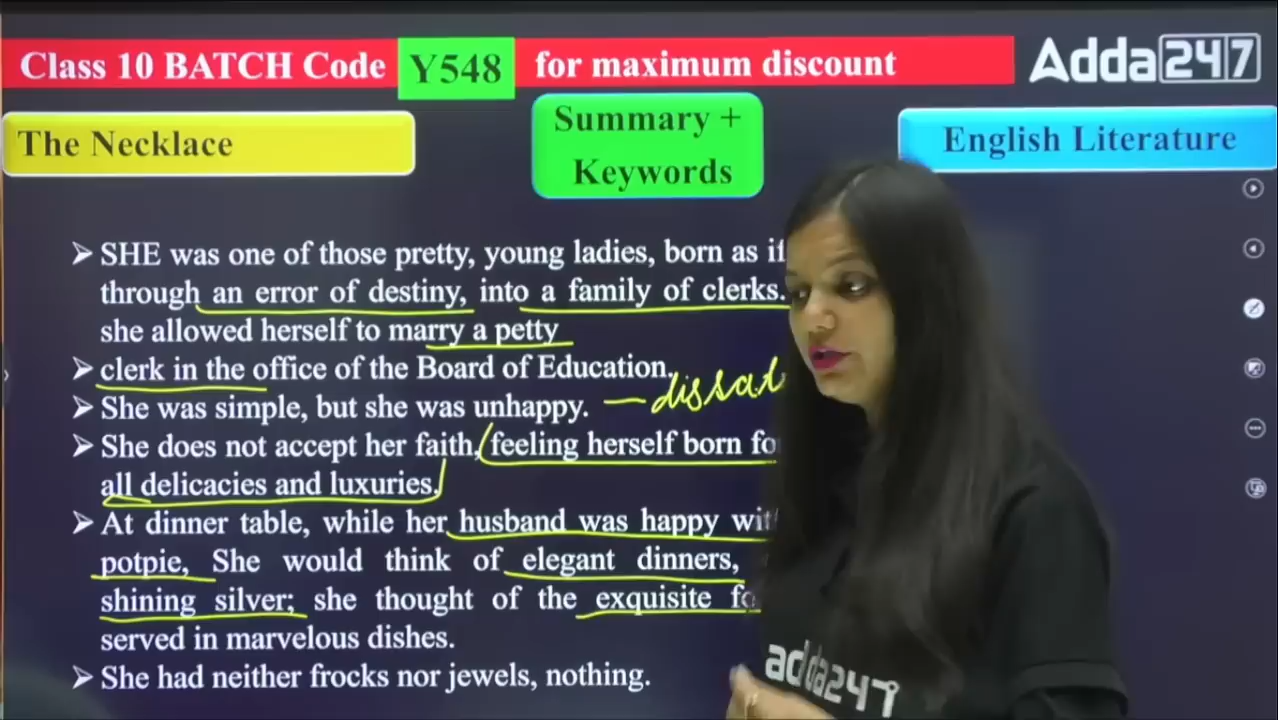 Class 10 BATCH Code Y548 for maximum discount
Adda247
The Necklace
Summary +
Keywords
English Literature
➤ SHE was one of those pretty, young ladies, born as if
through an error of destiny, into a family of clerks.
she allowed herself to marry a petty
➤ clerk in the office of the Board of Education.
➤ She was simple, but she was unhappy. —
➤ She does not accept her faith, feeling herself born
all delicacies and luxuries.
➤ At dinner table, while her husband was happy
potpie, She would think of elegant dinners,
shining silver; she thought of the exquisite
served in marvelous dishes.
➤ She had neither frocks nor jewels, nothing.
adda247